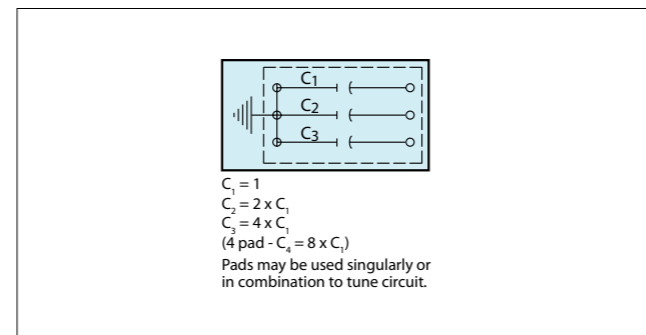 C1
C2
C3
C1 = 1
C2 = 2 x C1
C3 = 4 x C1
(4 pad - C4 = 8 x C1)
Pads may be used singularly or
in combination to tune circuit.